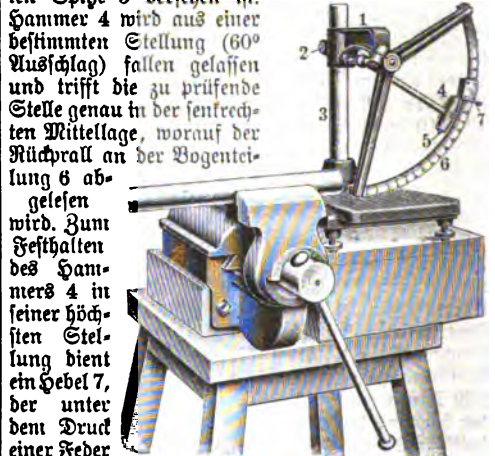 ten Spitze 5 versehen ist.
Hammer 4 wird aus einer
bestimmten Stellung (60°
Ausschlag) fallen gelassen
und trifft die zu prüfende
Stelle genau in der senkrech-
ten Mittellage, worauf der
Rückprall an der Bogentei-
lung 6 ab-
gelesen
wird. Zum
Festhalten
des Ham-
mers 4 in
seiner höch-
sten Stel-
lung dient
ein Hebel 7,
der unter
dem Druck
einer Feder
1
2
3
4
7
5
6